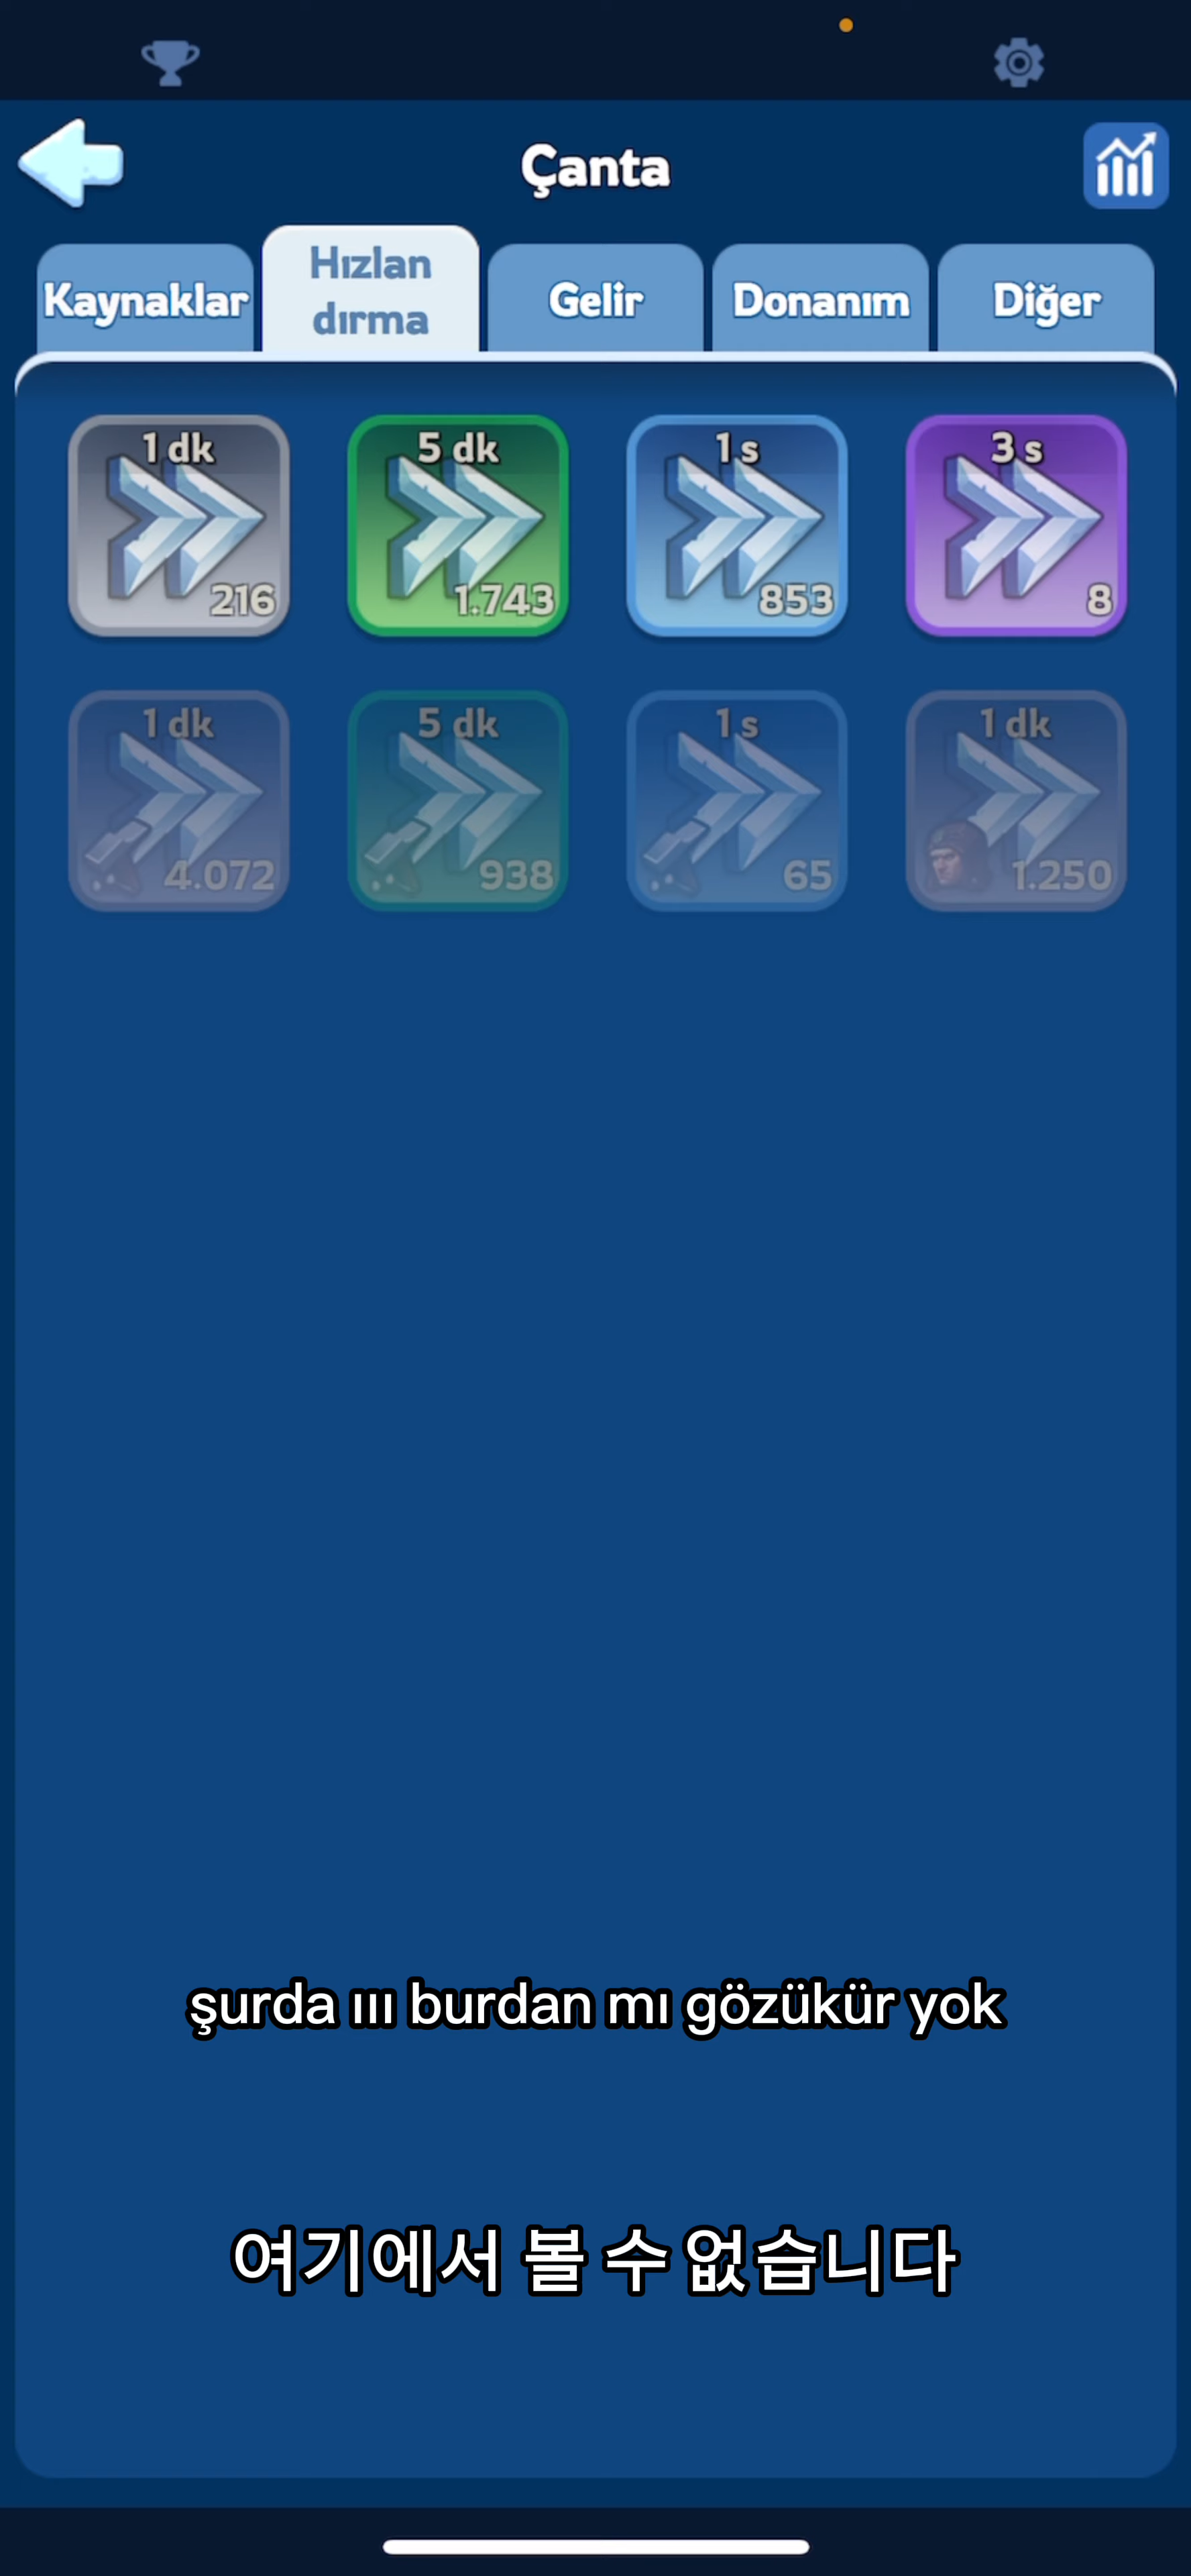 Çanta
Kaynaklar
Hızlan
dırma
Gelir
Donanım
Diğer
1 dk
5 dk
1 s
3 s
216
1.743
853
8
1 dk
5 dk
1 s
1 dk
4.072
938
65
1.250
şurda ııı burdan mı gözükür yok
여기에서 볼 수 없습니다